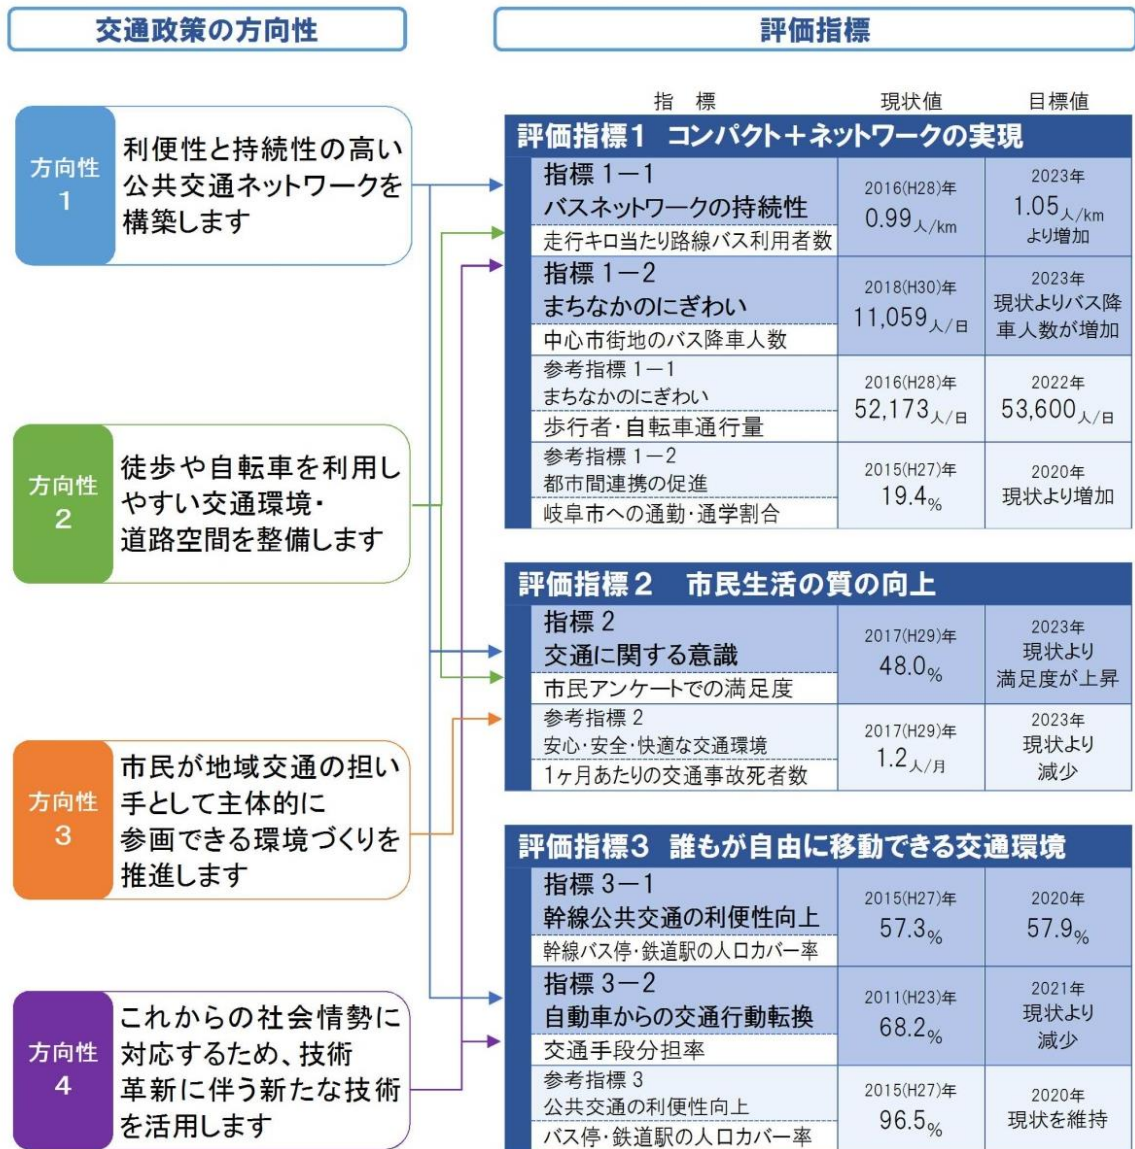 交通政策の方向性
評価指標
方向性
1
利便性と持続性の高い
公共交通ネットワークを
構築します
方向性
2
徒歩や自転車を利用し
やすい交通環境・
道路空間を整備します
方向性
3
市民が地域交通の担い
手として主体的に
参画できる環境づくりを
推進します
方向性
4
これからの社会情勢に
対応するため、技術
革新に伴う新たな技術
を活用します
指 標
現状値
目標値
評価指標1 コンパクト＋ネットワークの実現
指標 1－1
バスネットワークの持続性
走行キロ当たり路線バス利用者数
2016(H28)年
0.99人/km
2023年
1.05人/km
より増加
指標 1－2
まちなかのにぎわい
中心市街地のバス降車人数
2018(H30)年
11,059人/日
2023年
現状よりバス降
車人数が増加
参考指標 1－1
まちなかのにぎわい
歩行者・自転車通行量
2016(H28)年
52,173人/日
2022年
53,600人/日
参考指標 1－2
都市間連携の促進
岐阜市への通勤・通学割合
2015(H27)年
19.4%
2020年
現状より増加
評価指標2 市民生活の質の向上
指標 2
交通に関する意識
市民アンケートでの満足度
2017(H29)年
48.0%
2023年
現状より
満足度が上昇
参考指標 2
安心・安全・快適な交通環境
1ヶ月あたりの交通事故死者数
2017(H29)年
1.2人/月
2023年
現状より
減少
評価指標3 誰もが自由に移動できる交通環境
指標 3－1
幹線公共交通の利便性向上
幹線バス停・鉄道駅の人口カバー率
2015(H27)年
57.3%
2020年
57.9%
指標 3－2
自動車からの交通行動転換
交通手段分担率
2011(H23)年
68.2%
2021年
現状より
減少
参考指標 3
公共交通の利便性向上
バス停・鉄道駅の人口カバー率
2015(H27)年
96.5%
2020年
現状を維持